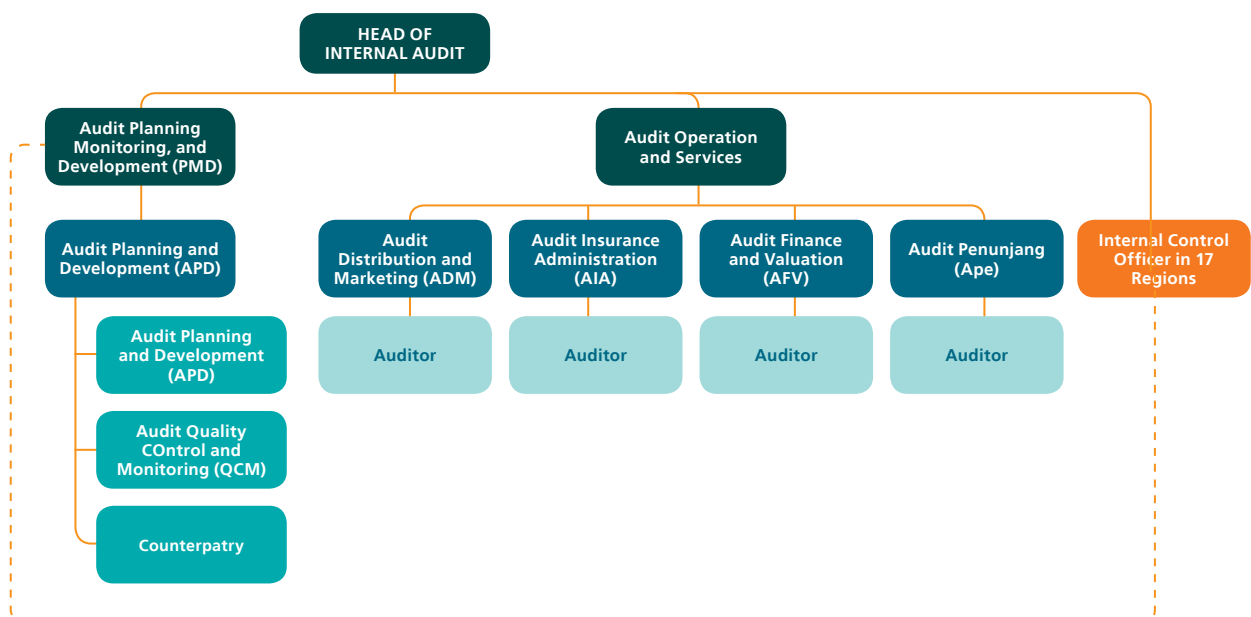 HEAD OF
INTERNAL AUDIT
Audit Planning
Monitoring, and
Development (PMD)
Audit Operation
and Services
Audit Planning and
Development (APD)
Audit
Distribution and
Marketing (ADM)
Audit Insurance
Administration
(AIA)
Audit Finance
and Valuation
(AFV)
Audit Penunjang
(Ape)
Internal Control
Officer in 17
Regions
Audit Planning
and Development
(APD)
Auditor
Auditor
Auditor
Auditor
Audit Quality
COntrol and
Monitoring (QCM)
Counterpatry